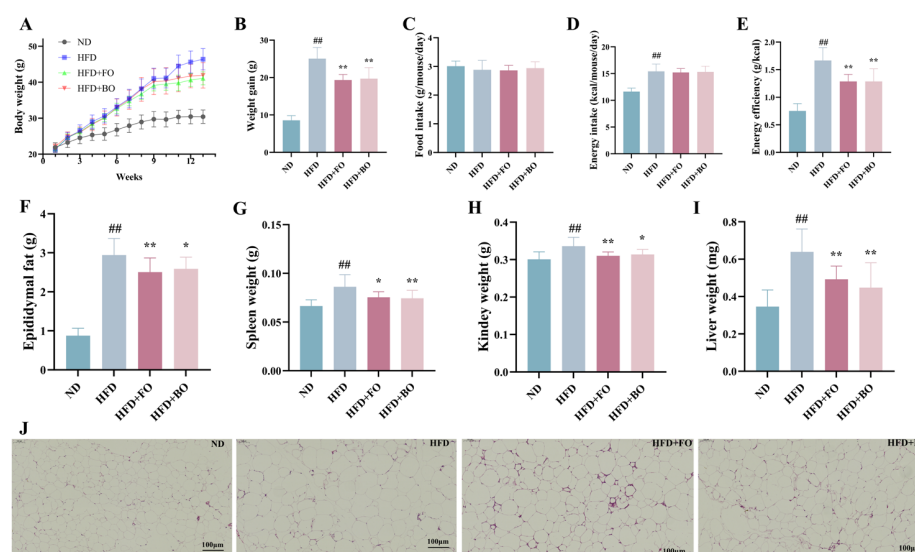 A
ND
HFD
HFD+FO
HFD+BO
Body weight (g)
50
40
30
20
0
3
6
9
12
Weeks
B
Weight gain (g)
30
20
10
0
##
**
**
ND
HFD
HFD+FO
HFD+BO
C
Food intake (g/mouse/day)
4
3
2
1
0
ND
HFD
HFD+FO
HFD+BO
D
Energy intake (kcal/mouse/day)
20
15
10
5
0
##
ND
HFD
HFD+FO
HFD+BO
E
Energy efficiency (g/kcal)
2.0
1.5
1.0
0.5
0.0
##
**
**
ND
HFD
HFD+FO
HFD+BO
F
Epididymal fat (g)
4
3
2
1
0
##
**
*
ND
HFD
HFD+FO
HFD+BO
G
Spleen weight (g)
0.15
0.10
0.05
0.00
##
*
**
ND
HFD
HFD+FO
HFD+BO
H
Kindey weight (g)
0.4
0.3
0.2
0.1
0.0
##
**
*
ND
HFD
HFD+FO
HFD+BO
I
Liver weight (mg)
0.8
0.6
0.4
0.2
0.0
##
**
**
ND
HFD
HFD+FO
HFD+BO
J
ND
100μm
HFD
100μm
HFD+FO
100μm
HFD+
100μ